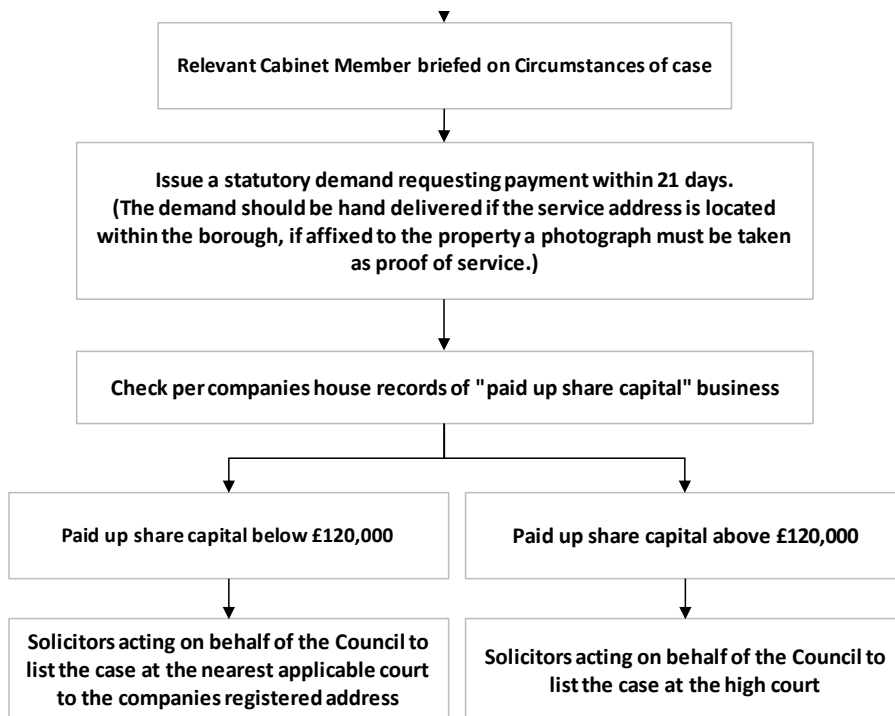 Relevant Cabinet Member briefed on Circumstances of case
Issue a statutory demand requesting payment within 21 days.
(The demand should be hand delivered if the service address is located
within the borough, if affixed to the property a photograph must be taken
as proof of service.)
Check per companies house records of "paid up share capital" business
Paid up share capital below £120,000
Paid up share capital above £120,000
Solicitors acting on behalf of the Council to
list the case at the nearest applicable court
to the companies registered address
Solicitors acting on behalf of the Council to
list the case at the high court